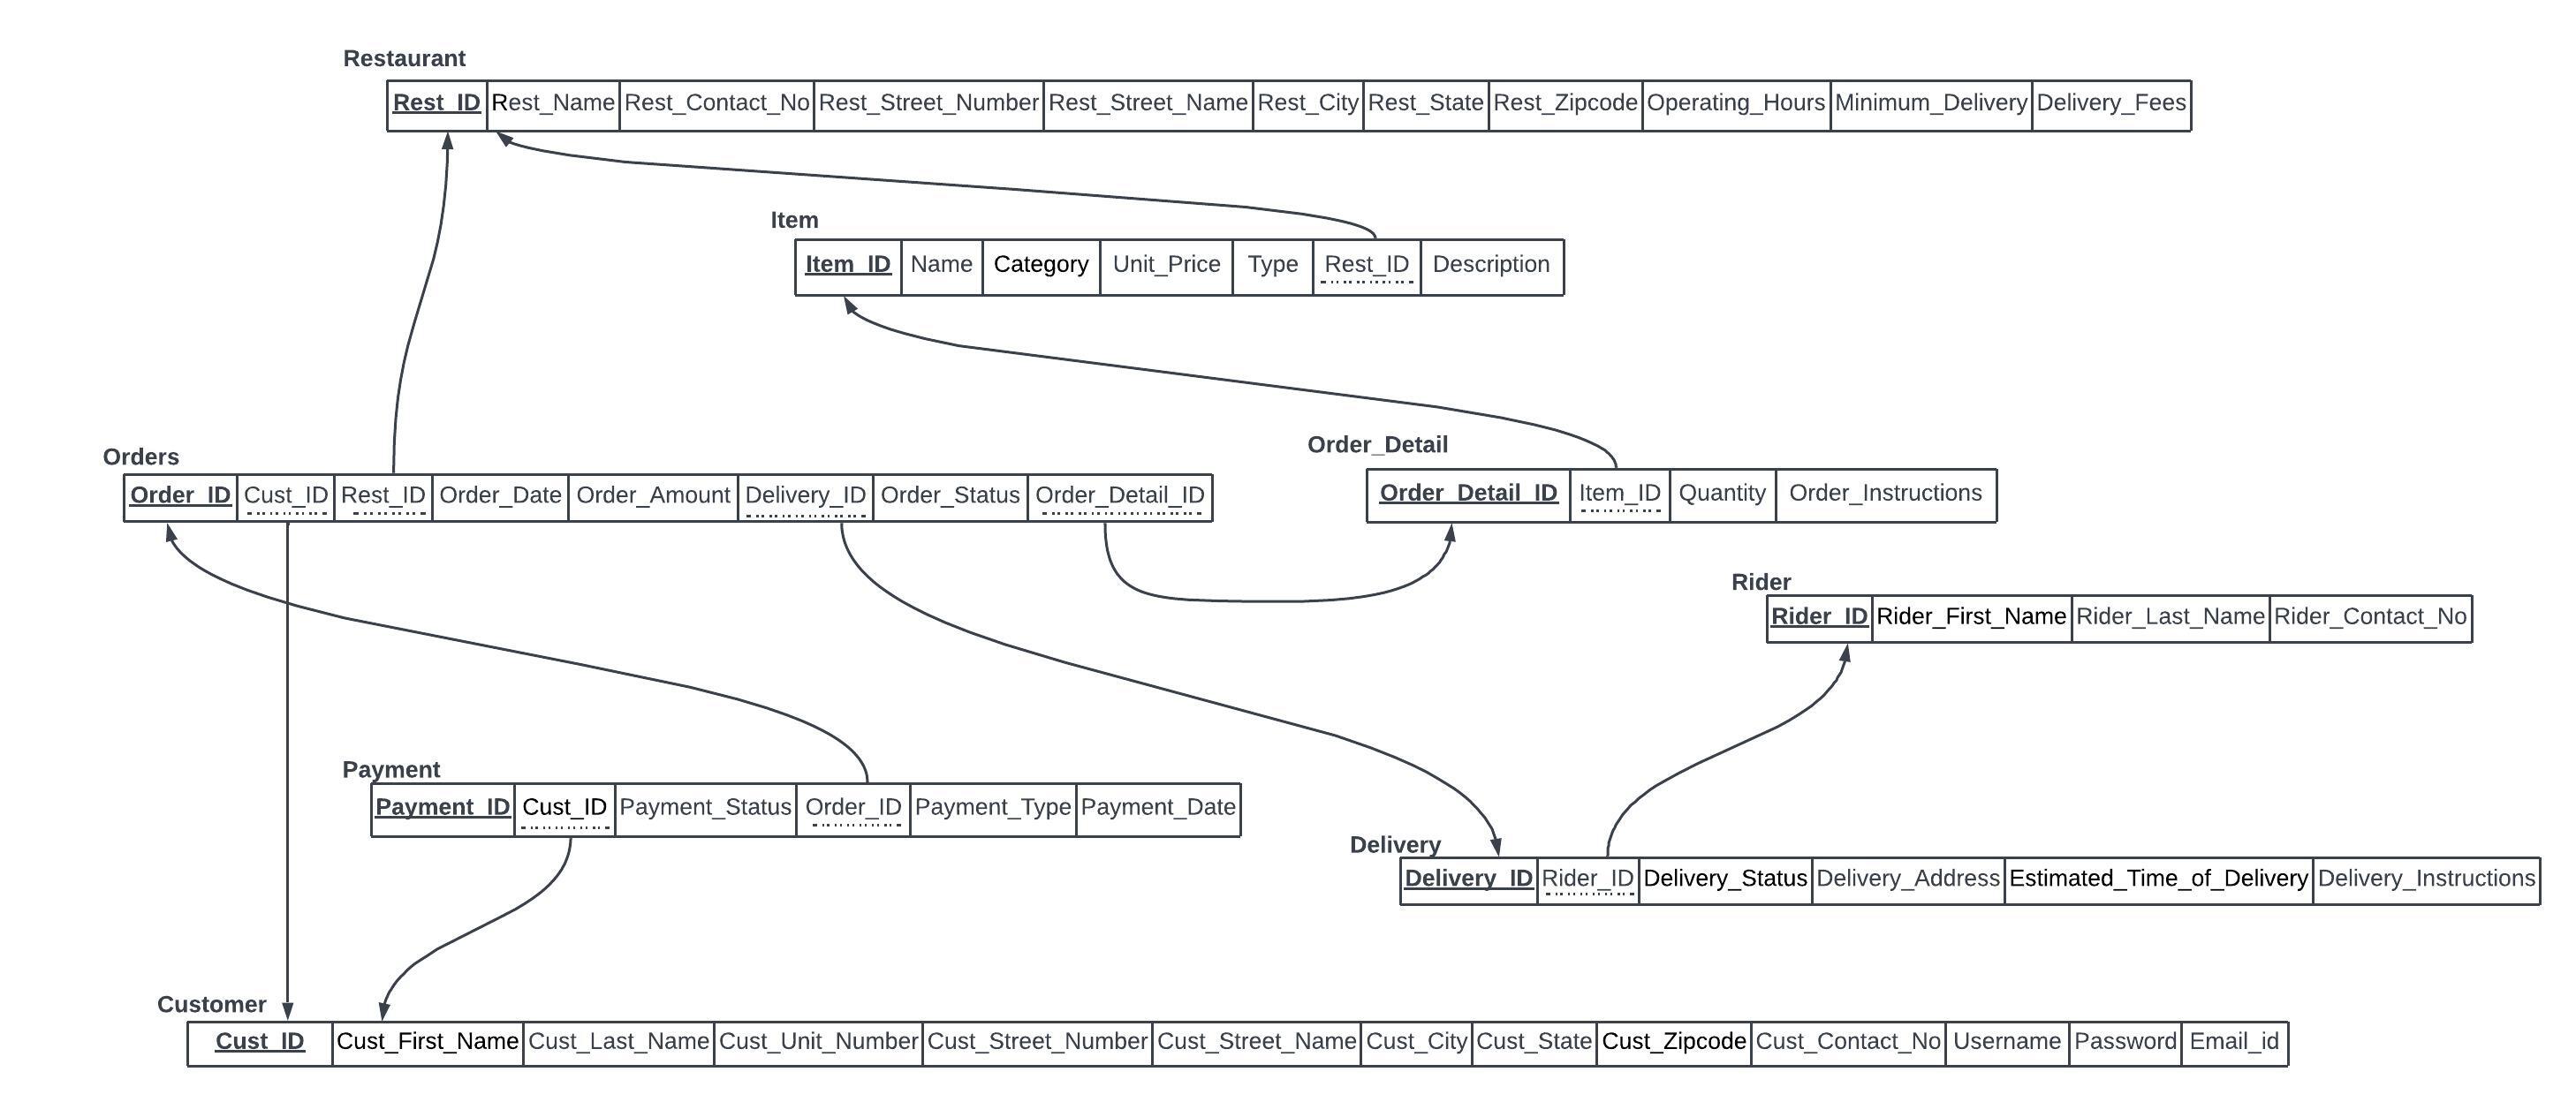 Restaurant
Rest_ID Rest_Name Rest_Contact_No Rest_Street_Number Rest_Street_Name Rest_City Rest_State Rest_Zipcode Operating_Hours Minimum_Delivery Delivery_Fees
Item
Item_ID Name Category Unit_Price Type Rest_ID Description
Orders
Order_ID Cust_ID Rest_ID Order_Date Order_Amount Delivery_ID Order_Status Order_Detail_ID
Order_Detail
Order_Detail_ID Item_ID Quantity Order_Instructions
Rider
Rider_ID Rider_First_Name Rider_Last_Name Rider_Contact_No
Payment
Payment_ID Cust_ID Payment_Status Order_ID Payment_Type Payment_Date
Delivery
Delivery_ID Rider_ID Delivery_Status Delivery_Address Estimated_Time_of_Delivery Delivery_Instructions
Customer
Cust_ID Cust_First_Name Cust_Last_Name Cust_Unit_Number Cust_Street_Number Cust_Street_Name Cust_City Cust_State Cust_Zipcode Cust_Contact_No Username Password Email_id